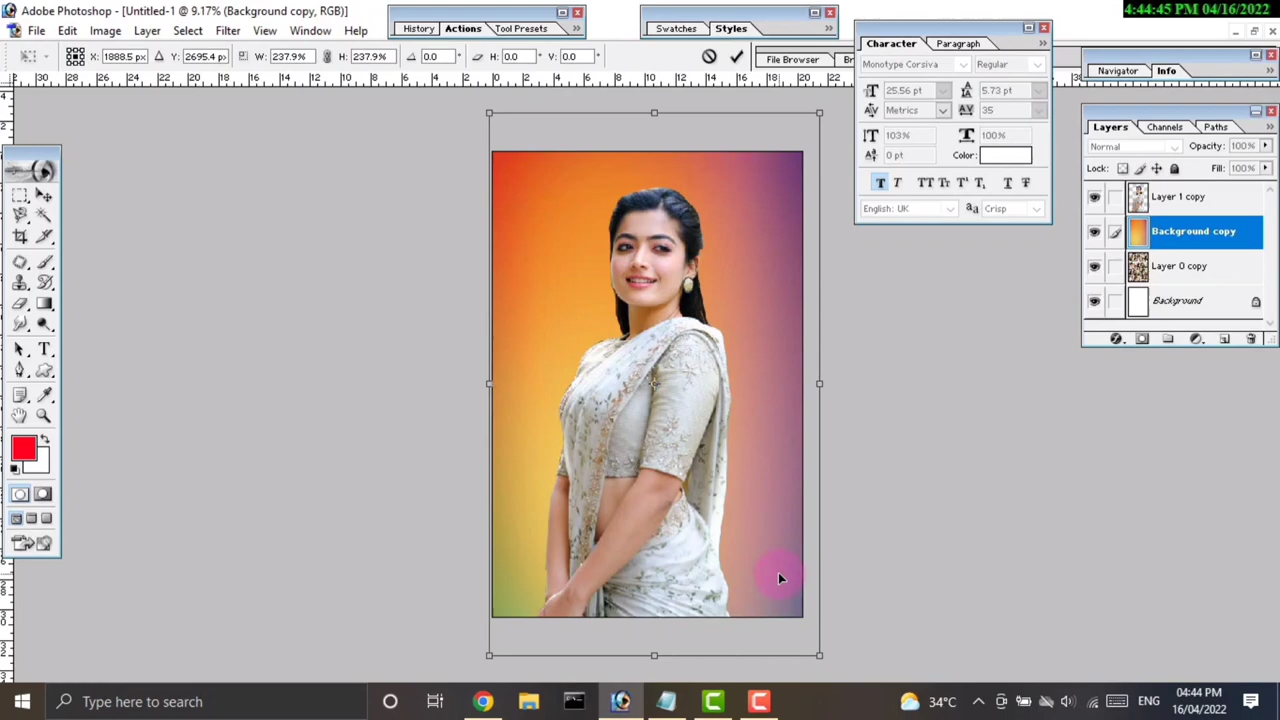 Adobe Photoshop - [Untitled-1 @ 9.17% (Background copy, RGB)]
4:44:45 PM 04/16/2022
File Edit Image Layer Select Filter View Window Help
History Actions Tool Presets
Swatches Styles
X: 1888.5 px Y: 2695.4 px W: 237.9% H: 237.9% 0.0 ° H: 0.0 ° V: 0.0 °
File Browser
Character Paragraph
Monotype Corsiva Regular
25.56 pt 5.73 pt
Metrics 35
103% 100%
0 pt Color:
T T TT Tr T¹ T₁ T T
English: UK aa Crisp
Navigator Info
Layers Channels Paths
Normal Opacity: 100%
Lock: Fill: 100%
Layer 1 copy
Background copy
Layer 0 copy
Background
Type here to search
34°C
ENG
04:44 PM
16/04/2022